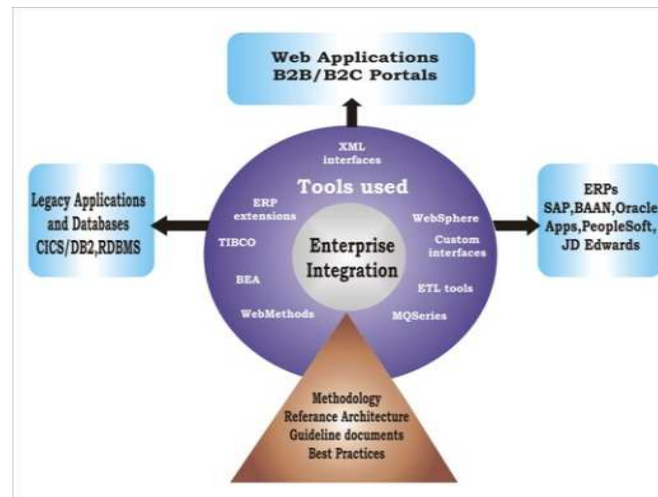 Web Applications
B2B/B2C Portals
XML
interfaces
Tools used
Legacy Applications
and Databases
CICS/DB2,RDBMS
ERP
extensions
TIBCO
BEA
WebMethods
Enterprise
Integration
WebSphere
Custom
interfaces
ETL tools
MQSeries
ERPs
SAP,BAAN,Oracle
Apps,PeopleSoft,
JD Edwards
Methodology
Referance Architecture
Guideline documents
Best Practices